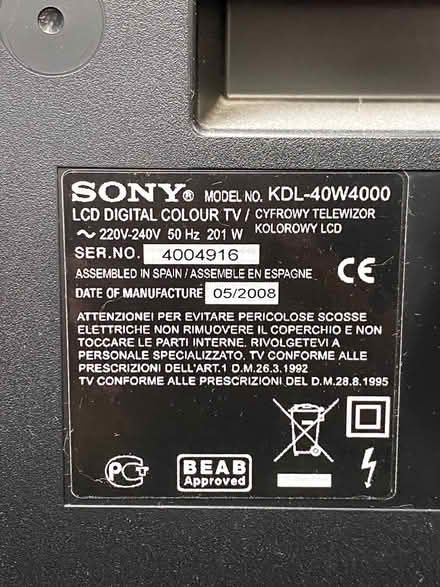 SONY® MODEL NO. KDL-40W4000
LCD DIGITAL COLOUR TV / CYFROWY TELEWIZOR
KOLOROWY LCD
~ 220V-240V 50 Hz 201 W
SER.NO. 4004916
ASSEMBLED IN SPAIN / ASSEMBLE EN ESPAGNE
CE
DATE OF MANUFACTURE 05/2008
ATTENZIONE! PER EVITARE PERICOLOSE SCOSSE
ELETTRICHE NON RIMUOVERE IL COPERCHIO E NON
TOCCARE LE PARTI INTERNE. RIVOLGETEVI A
PERSONALE SPECIALIZZATO. TV CONFORME ALLE
PRESCRIZIONI DELL'ART.1 D.M.26.3.1992
TV CONFORME ALLE PRESCRIZIONI DEL D.M.28.8.1995
PCT
BEAB
Approved